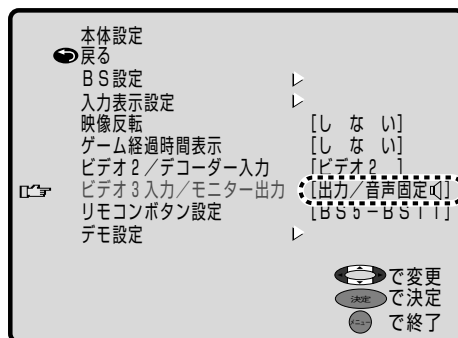 本体設定
戻る
BS設定
入力表示設定
映像反転 [しない]
ゲーム経過時間表示 [しない]
ビデオ2/デコーダー入力 [ビデオ2 ]
ビデオ3入力/モニター出力 [出力/音声固定]
リモコンボタン設定 [BS5-BS11]
デモ設定
で変更
決定 で決定
メニュー で終了